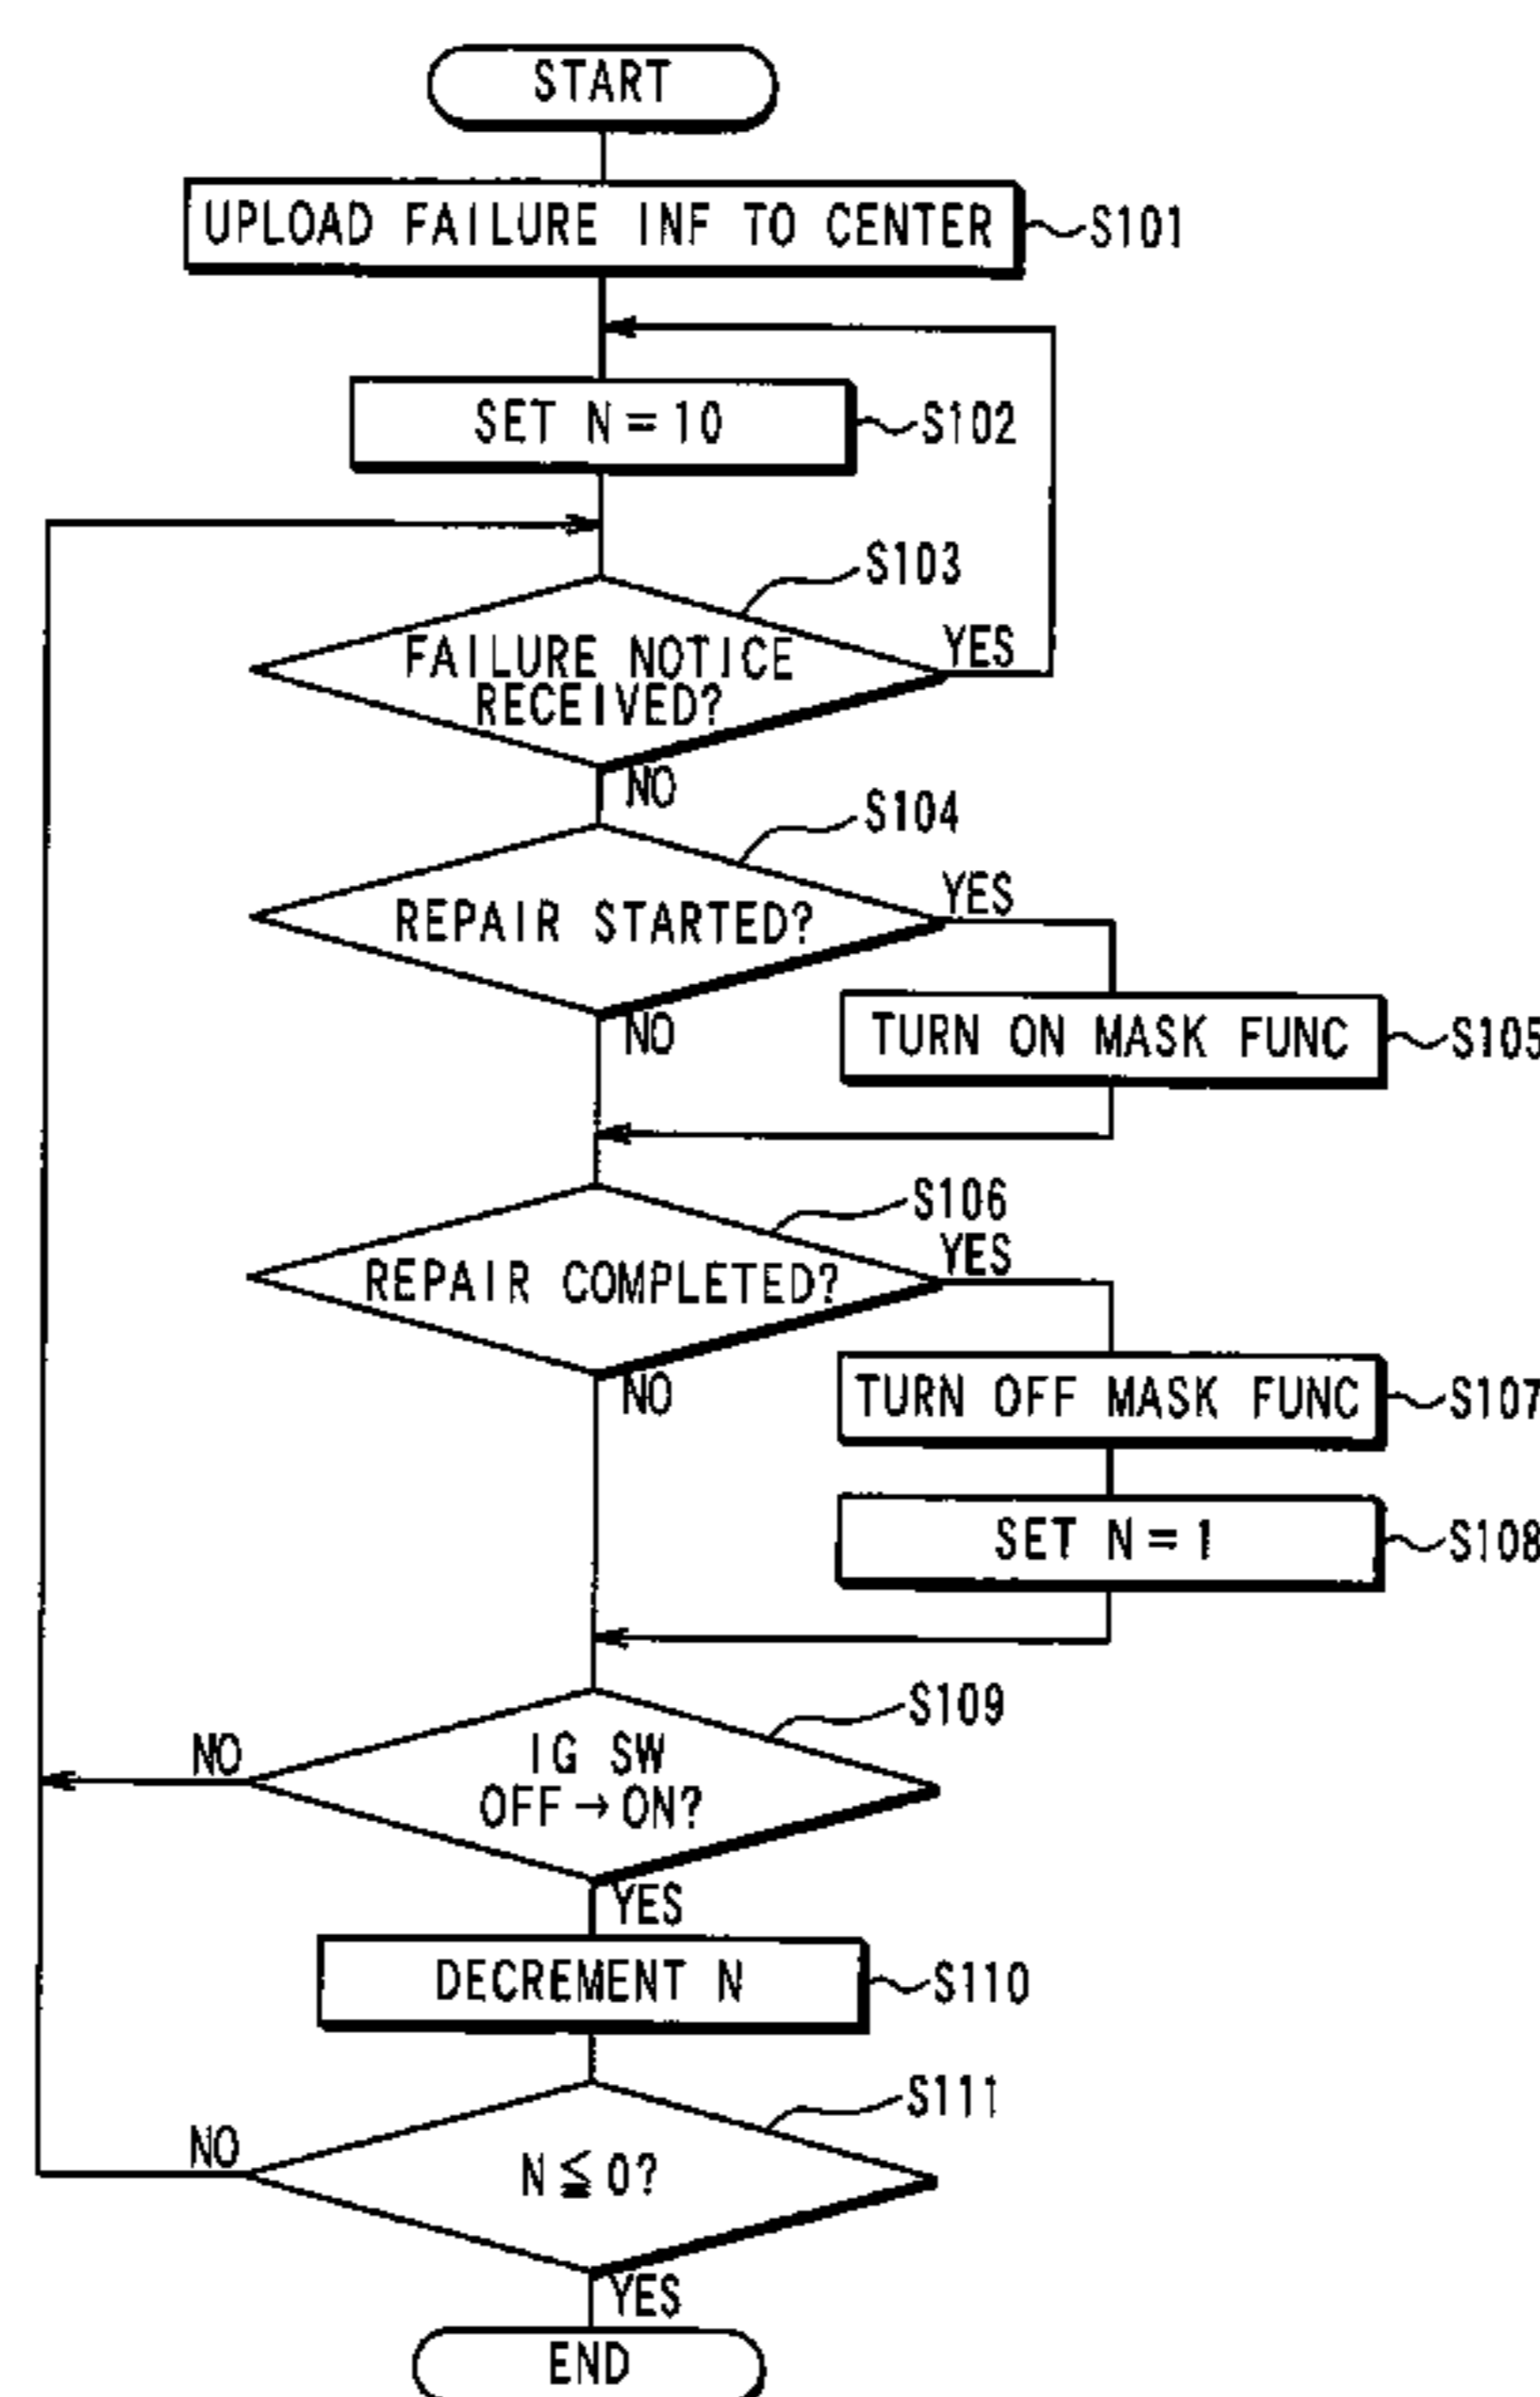 START
UPLOAD FAILURE INF TO CENTER
S101
SET N=10
S102
S103
FAILURE NOTICE
RECEIVED?
YES
NO
S104
REPAIR STARTED?
YES
NO
TURN ON MASK FUNC
S105
S106
REPAIR COMPLETED?
YES
NO
TURN OFF MASK FUNC
S107
SET N=1
S108
S109
NO
IG SW
OFF→ON?
YES
DECREMENT N
S110
S111
NO
N≦0?
YES
END